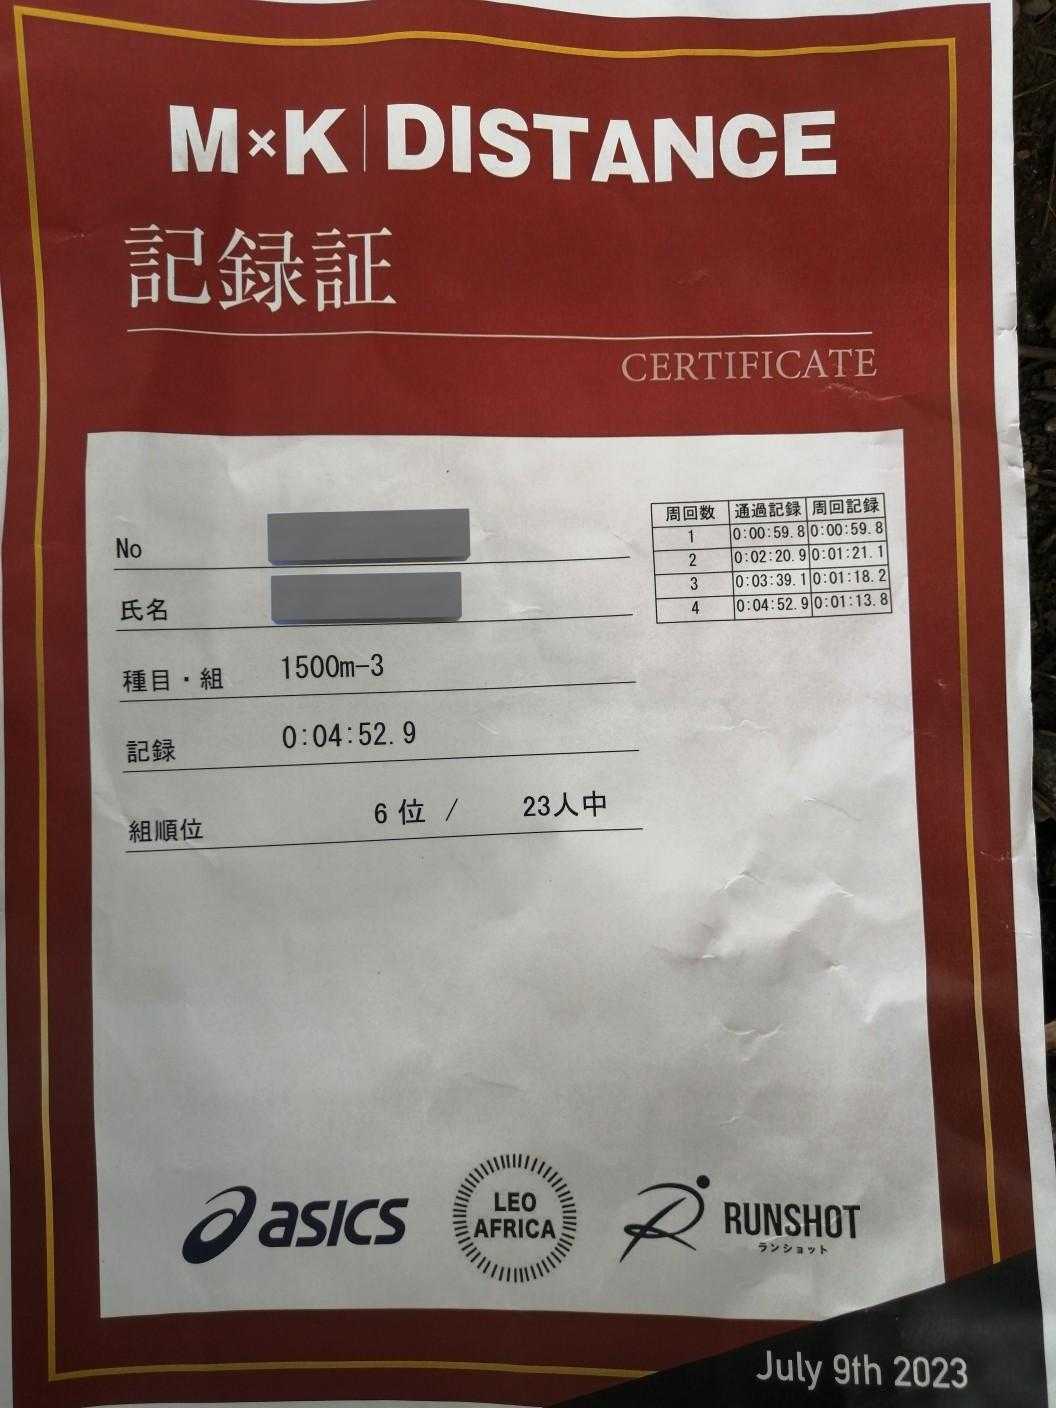 M×K | DISTANCE
記録証
CERTIFICATE
No
氏名
種目・組 1500m-3
記録 0:04:52.9
組順位 6 位 / 23人中
周回数 通過記録 周回記録
1 0:00:59.8 0:00:59.8
2 0:02:20.9 0:01:21.1
3 0:03:39.1 0:01:18.2
4 0:04:52.9 0:01:13.8
asics
LEO
AFRICA
RUNSHOT
ランショット
July 9th 2023